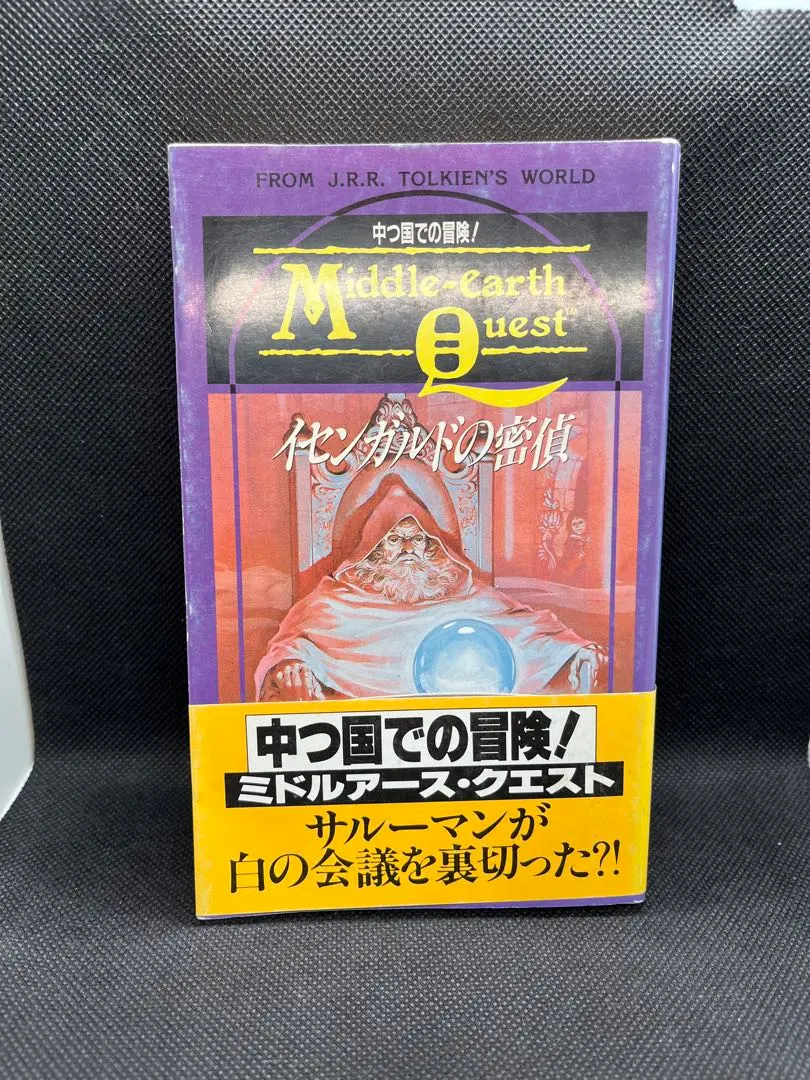 FROM J.R.R. TOLKIEN'S WORLD
中つ国での冒険!
Middle-earth
Quest™
イセンガルドの密偵
中つ国での冒険!
ミドルアース・クエスト
サルーマンが
白の会議を裏切った?!